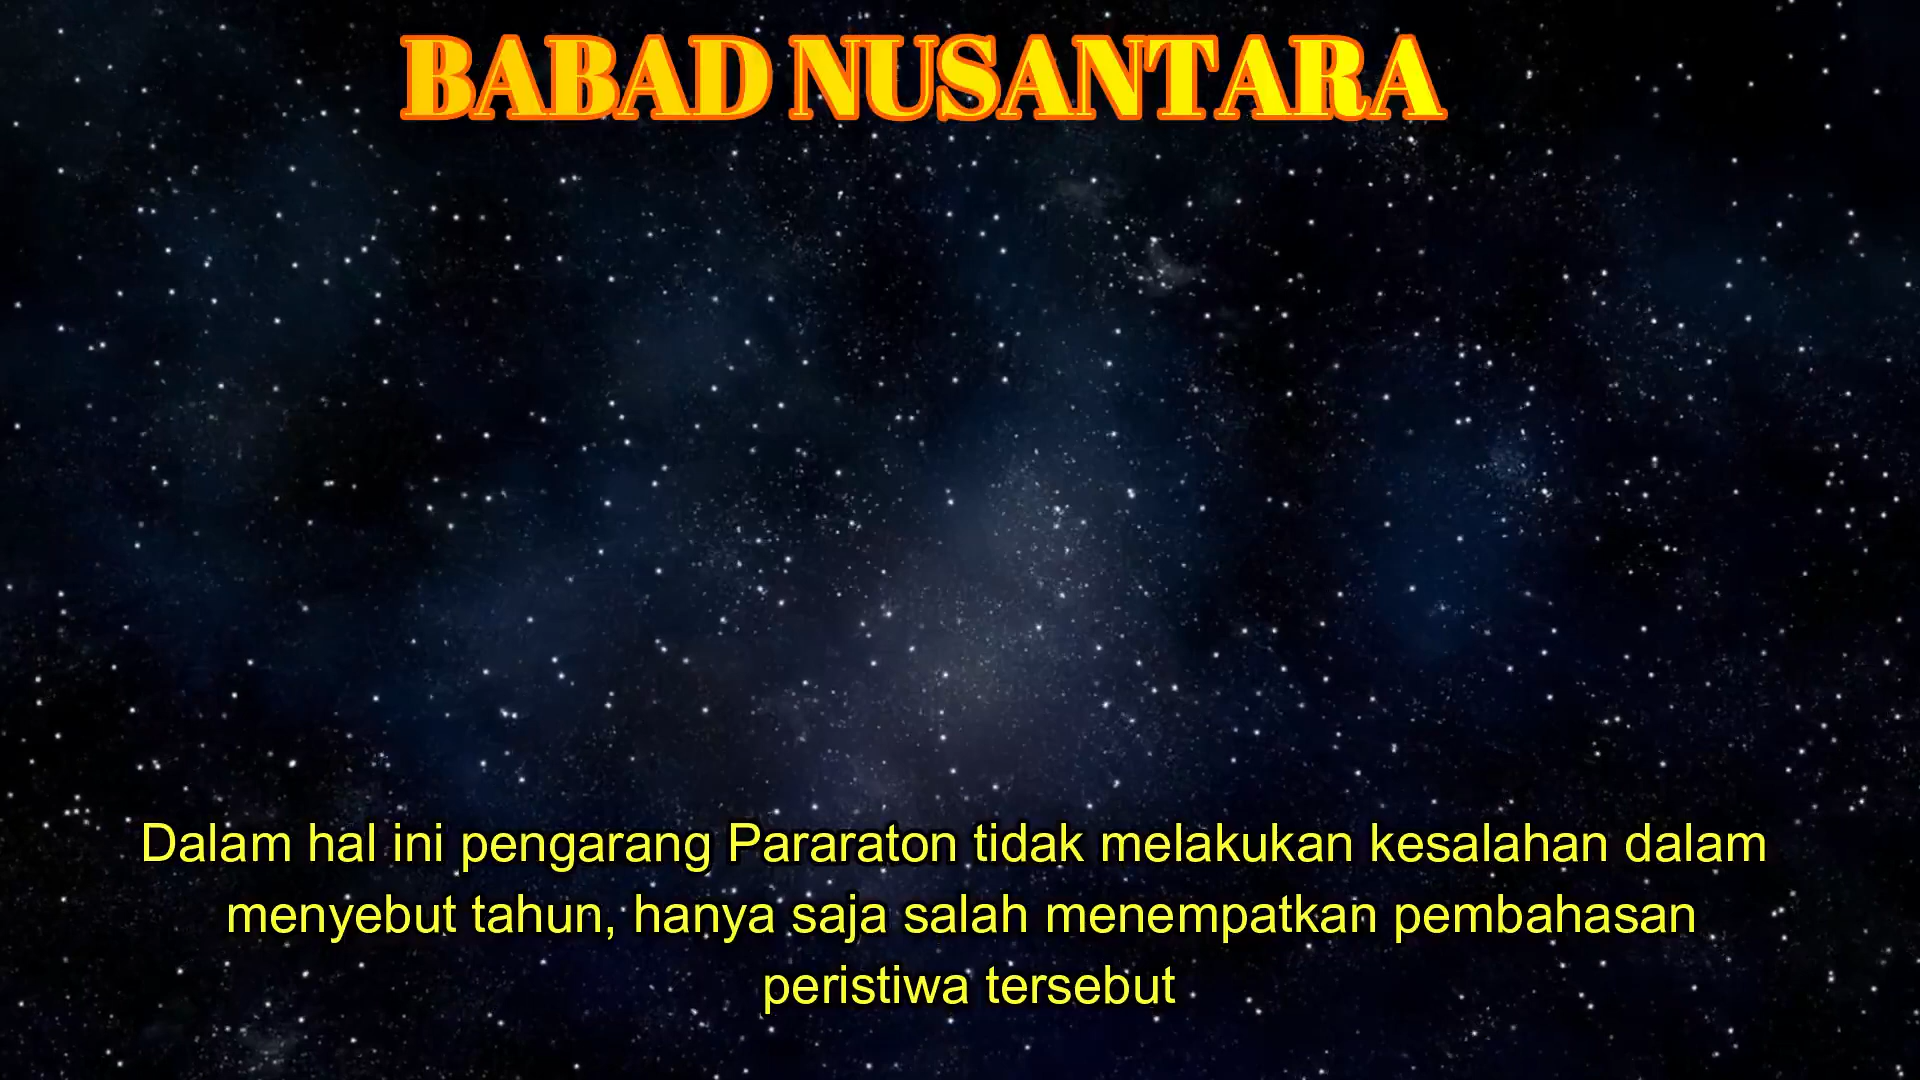 BABAD NUSANTARA
Dalam hal ini pengarang Pararaton tidak melakukan kesalahan dalam
menyebut tahun, hanya saja salah menempatkan pembahasan
peristiwa tersebut